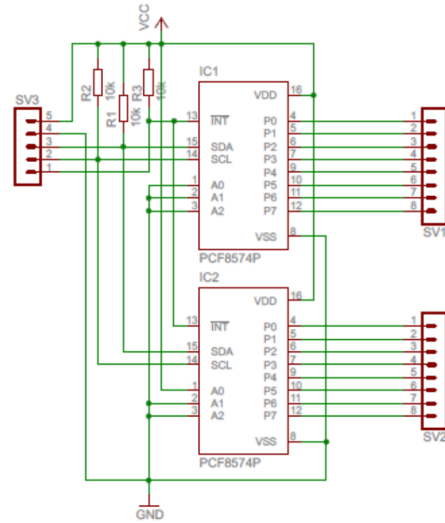 VCC
SV3
5
4
3
2
1
R2
10k
R1
10k
R3
10k
IC1
VDD 16
13 INT
P0 4
P1 5
15 SDA
P2 6
14 SCL
P3 7
P4 9
1 A0
P5 10
2 A1
P6 11
3 A2
P7 12
VSS 8
PCF8574P
1
2
3
4
5
6
7
8
SV1
IC2
VDD 16
13 INT
P0 4
P1 5
15 SDA
P2 6
14 SCL
P3 7
P4 9
1 A0
P5 10
2 A1
P6 11
3 A2
P7 12
VSS 8
PCF8574P
1
2
3
4
5
6
7
8
SV2
GND